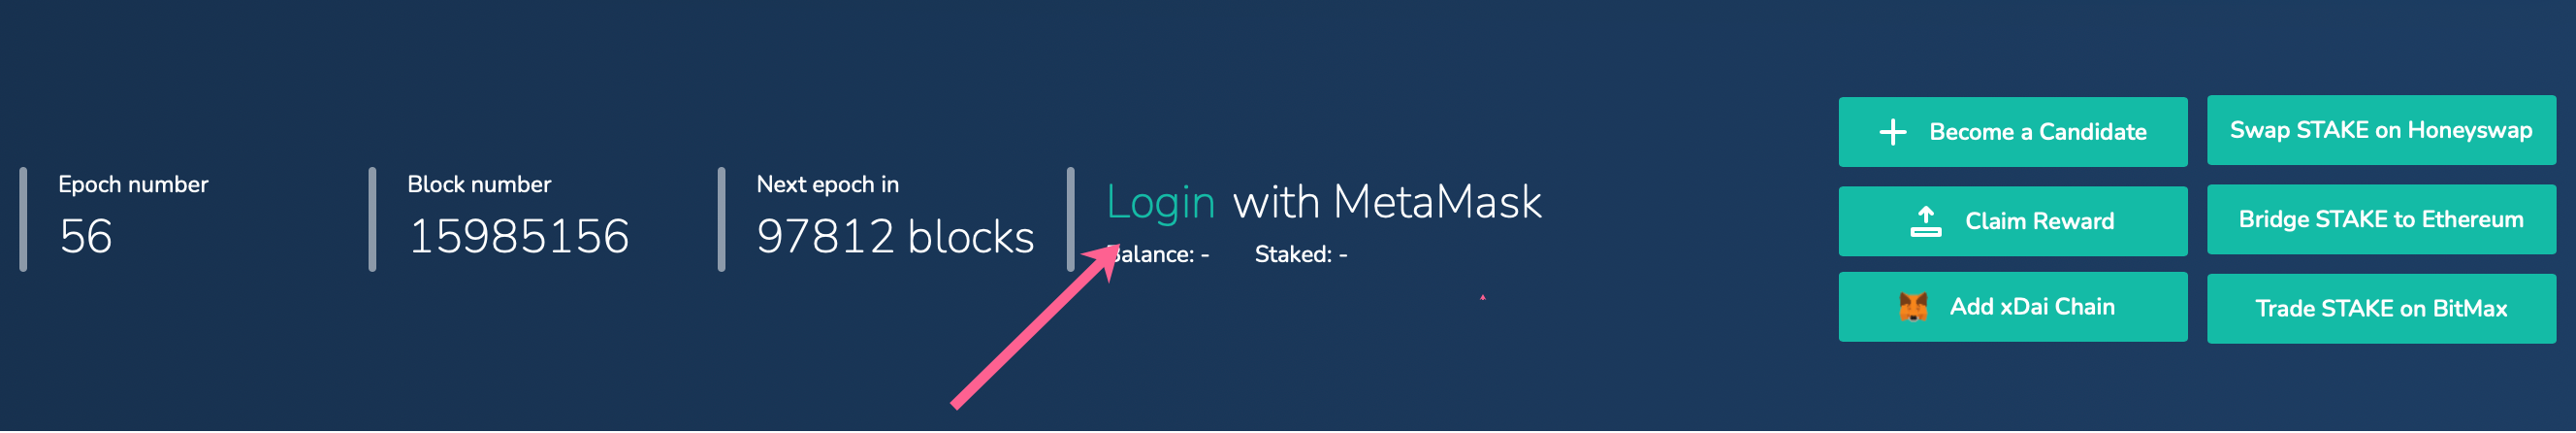 Epoch number
56
Block number
15985156
Next epoch in
97812 blocks
Login with MetaMask
Balance: - Staked: -
Become a Candidate
Claim Reward
Add xDai Chain
Swap STAKE on Honeyswap
Bridge STAKE to Ethereum
Trade STAKE on BitMax